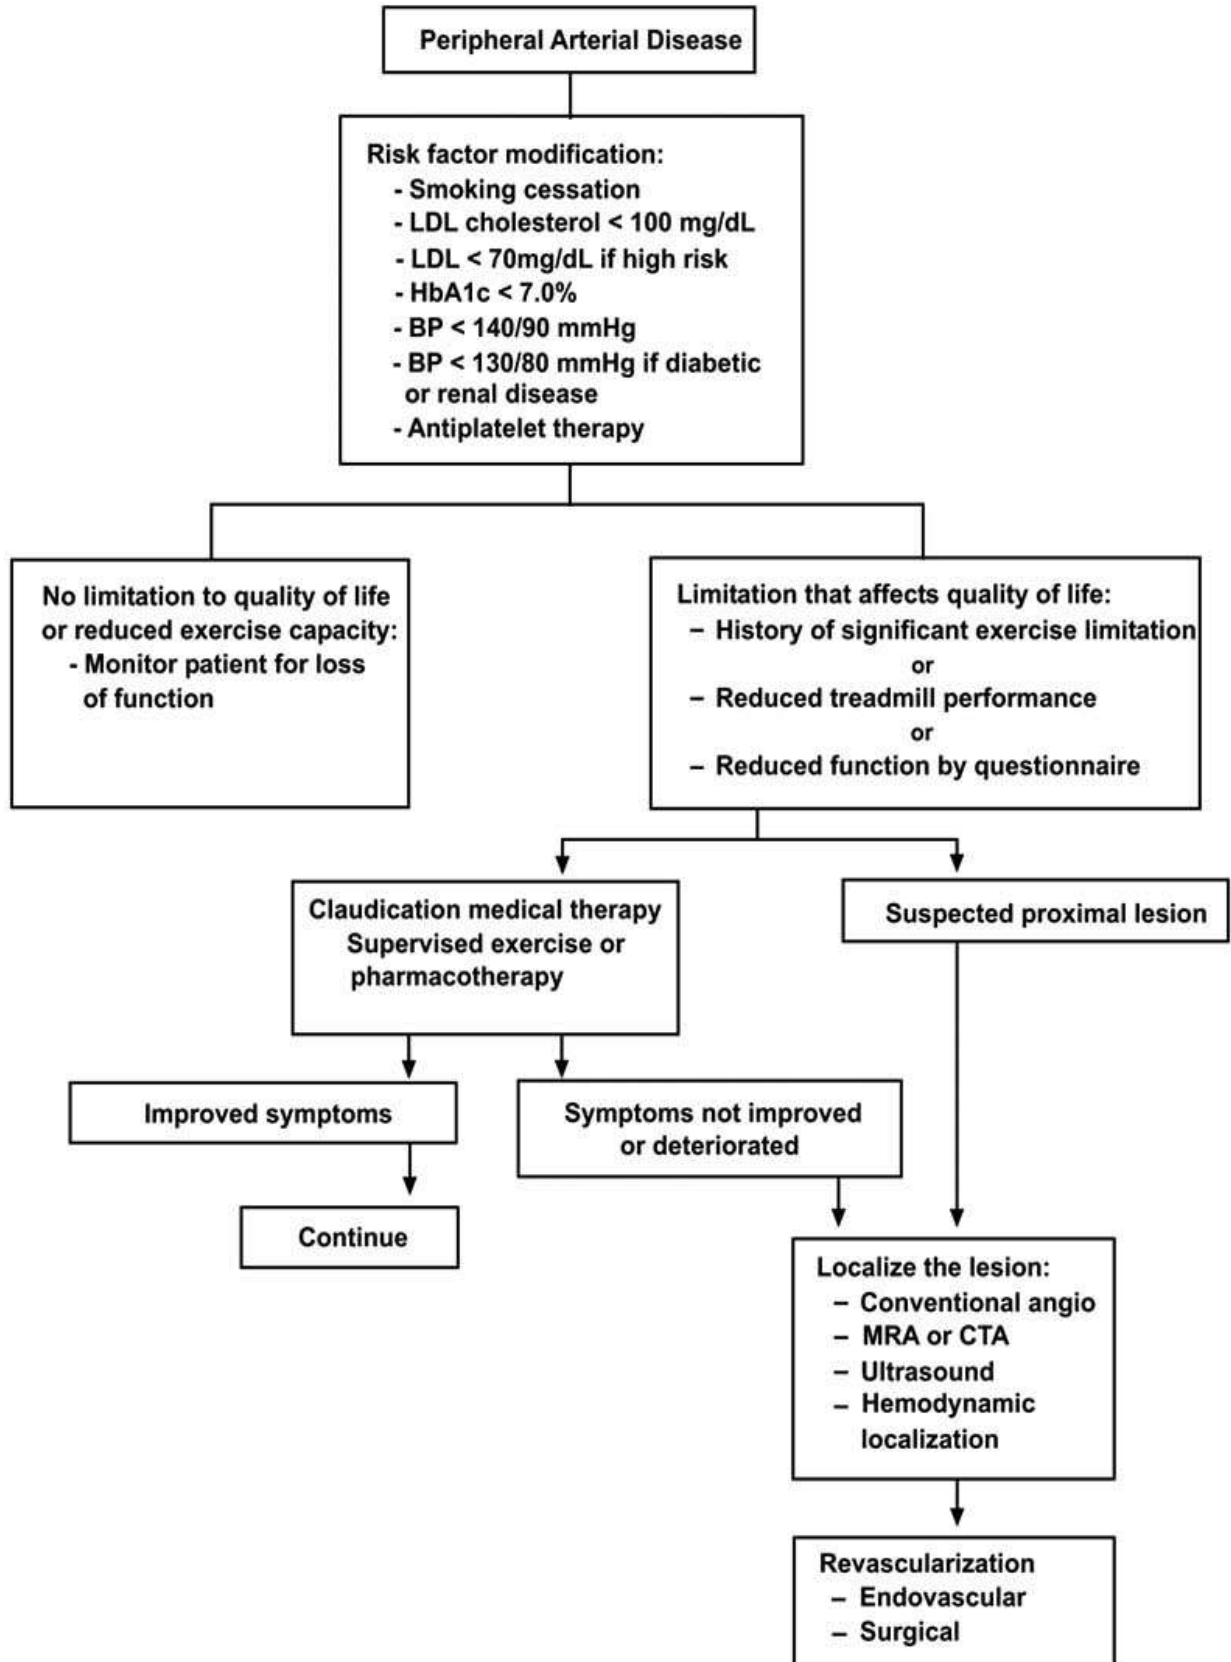 Peripheral Arterial Disease
Risk factor modification:
- Smoking cessation
- LDL cholesterol < 100 mg/dL
- LDL < 70mg/dL if high risk
- HbA1c < 7.0%
- BP < 140/90 mmHg
- BP < 130/80 mmHg if diabetic
or renal disease
- Antiplatelet therapy
No limitation to quality of life
or reduced exercise capacity:
- Monitor patient for loss
of function
Limitation that affects quality of life:
– History of significant exercise limitation
or
– Reduced treadmill performance
or
– Reduced function by questionnaire
Claudication medical therapy
Supervised exercise or
pharmacotherapy
Suspected proximal lesion
Improved symptoms
Symptoms not improved
or deteriorated
Continue
Localize the lesion:
– Conventional angio
– MRA or CTA
– Ultrasound
– Hemodynamic
localization
Revascularization
– Endovascular
– Surgical